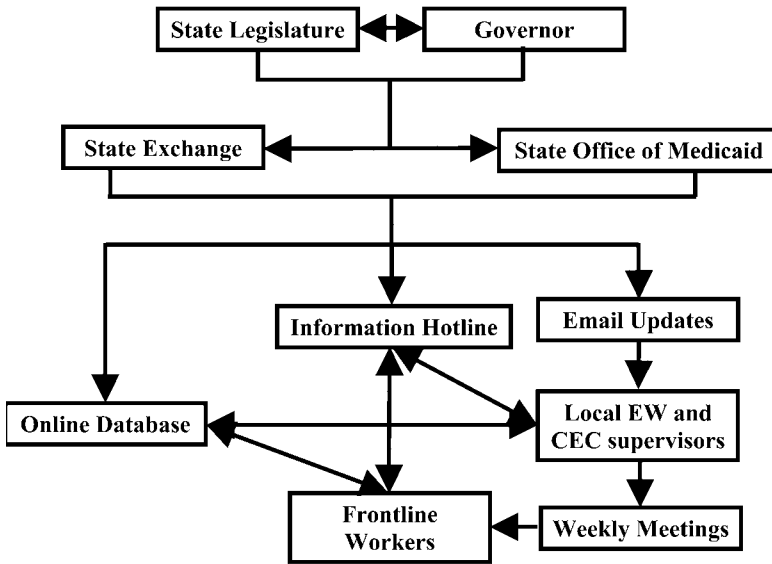 State Legislature
Governor
State Exchange
State Office of Medicaid
Information Hotline
Email Updates
Online Database
Local EW and
CEC supervisors
Frontline
Workers
Weekly Meetings